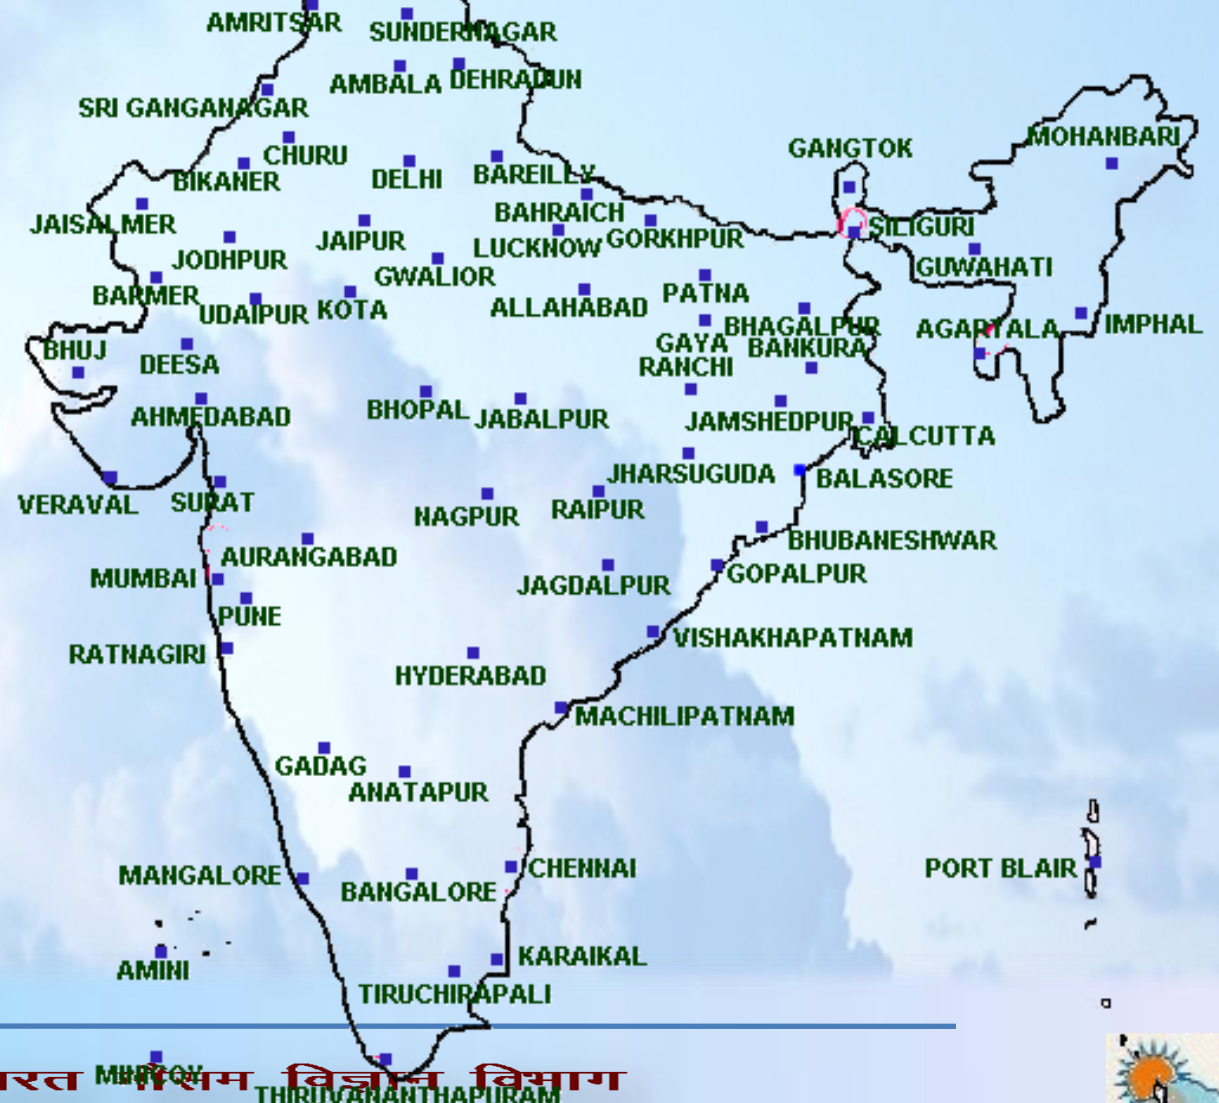 AMRITSAR
SUNDERNAGAR
AMBALA
DEHRADUN
SRI GANGANAGAR
CHURU
BIKANER
DELHI
BAREILLY
GANGTOK
MOHANBARI
JAISALMER
BAHRAICH
JAIPUR
LUCKNOW
GORKHPUR
SILIGURI
JODHPUR
GWALIOR
GUWAHATI
BARMER
UDAIPUR
KOTA
ALLAHABAD
PATNA
BHAGALPUR
AGARTALA
IMPHAL
BHUJ
DEESA
GAYA
BANKURA
RANCHI
AHMEDABAD
BHOPAL
JABALPUR
JAMSHEDPUR
CALCUTTA
JHARSUGUDA
BALASORE
VERAVAL
SURAT
NAGPUR
RAIPUR
BHUBANESHWAR
AURANGABAD
MUMBAI
JAGDALPUR
GOPALPUR
PUNE
VISHAKHAPATNAM
RATNAGIRI
HYDERABAD
MACHILIPATNAM
GADAG
ANATAPUR
MANGALORE
BANGALORE
CHENNAI
PORT BLAIR
AMINI
KARAIKAL
TIRUCHIRAPALI
MINICOY
विज्ञान विभाग
THIRUVANANTHAPURAM